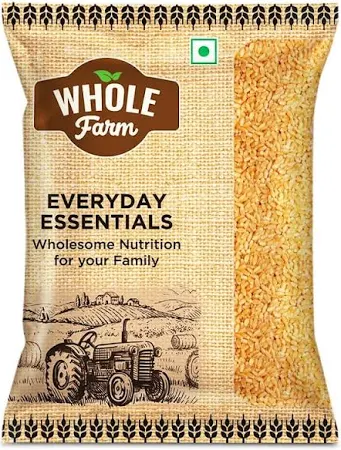 WHOLE
Farm
EVERYDAY
ESSENTIALS
Wholesome Nutrition
for your Family